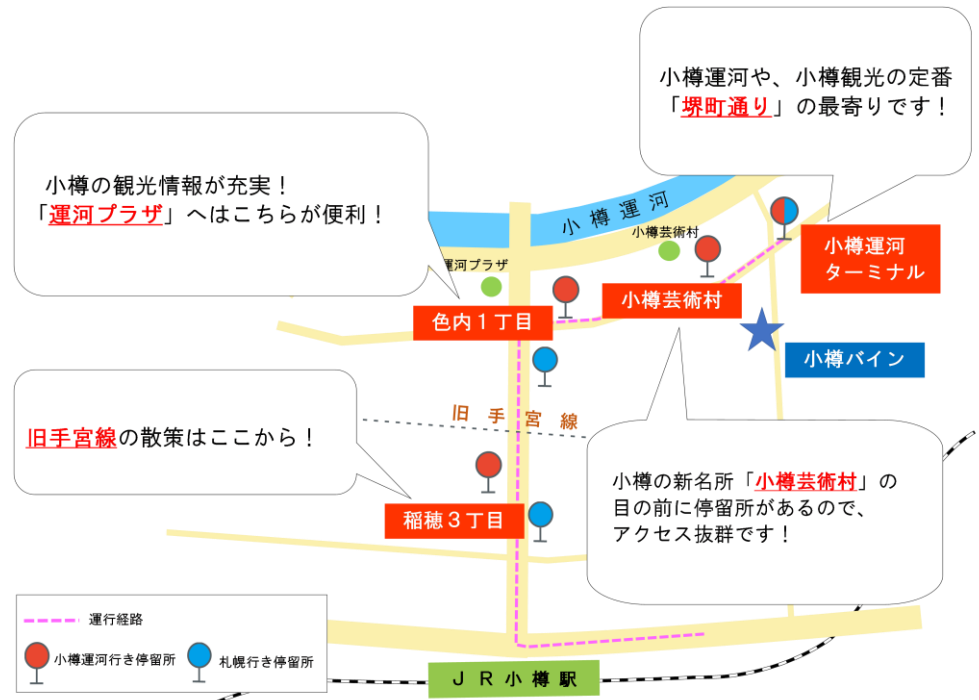 小樽運河や、小樽観光の定番
「堺町通り」の最寄りです！
小樽の観光情報が充実！
「運河プラザ」へはこちらが便利！
小樽運河
小樽芸術村
運河プラザ
小樽運河
ターミナル
小樽芸術村
色内１丁目
小樽バイン
旧手宮線
旧手宮線の散策はここから！
小樽の新名所「小樽芸術村」の
目の前に停留所があるので、
アクセス抜群です！
稲穂３丁目
運行経路
小樽運河行き停留所
札幌行き停留所
ＪＲ小樽駅